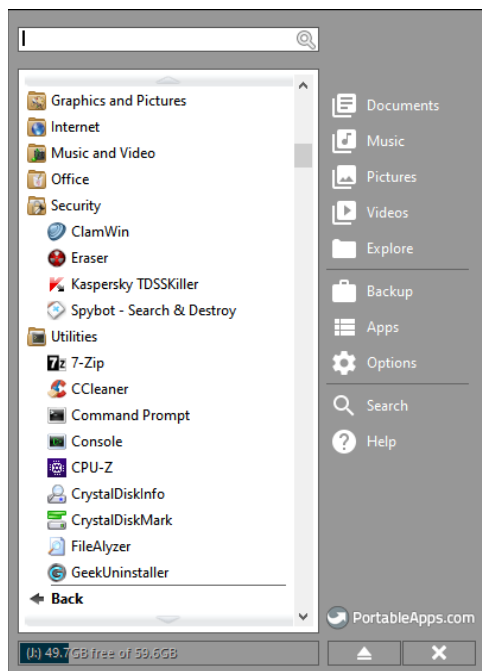 Graphics and Pictures
Internet
Music and Video
Office
Security
ClamWin
Eraser
Kaspersky TDSSKiller
Spybot - Search & Destroy
Utilities
7z 7-Zip
CCleaner
Command Prompt
Console
CPU-Z
CrystalDiskInfo
CrystalDiskMark
FileAlyzer
GeekUninstaller
Back
(J:) 49.7GB free of 59.6GB
Documents
Music
Pictures
Videos
Explore
Backup
Apps
Options
Search
Help
PortableApps.com